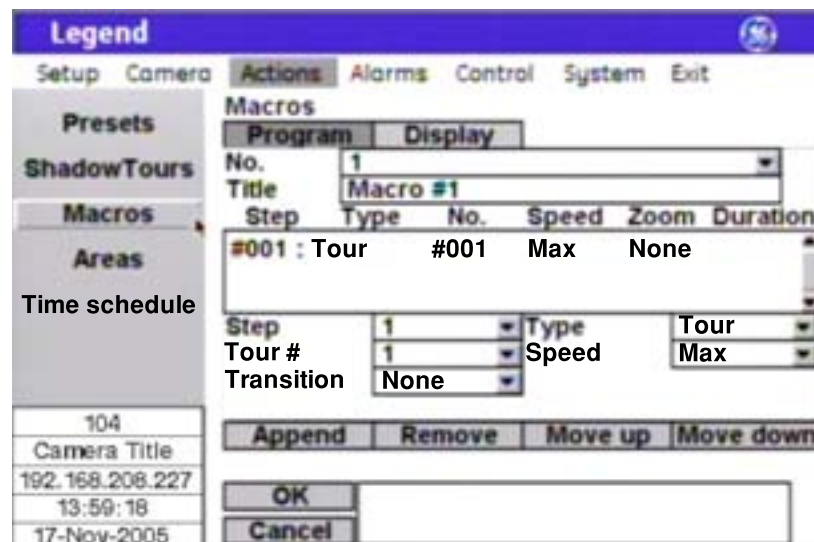 Legend
Setup Camera Actions Alarms Control System Exit
Presets
ShadowTours
Macros
Areas
Time schedule
Macros
Program Display
No. 1
Title Macro #1
Step Type No. Speed Zoom Duration
#001 : Tour #001 Max None
Step 1 Type Tour
Tour # 1 Speed Max
Transition None
Append Remove Move up Move down
OK
Cancel
104
Camera Title
192.168.208.227
13:59:18
17-Nov-2005